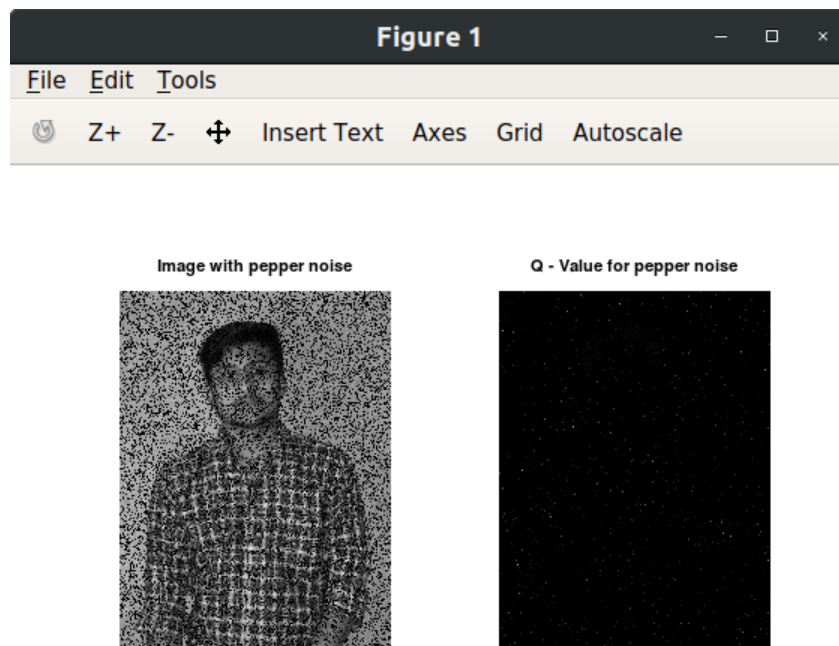 Figure 1
File Edit Tools
Z+ Z- Insert Text Axes Grid Autoscale
Image with pepper noise
Q - Value for pepper noise